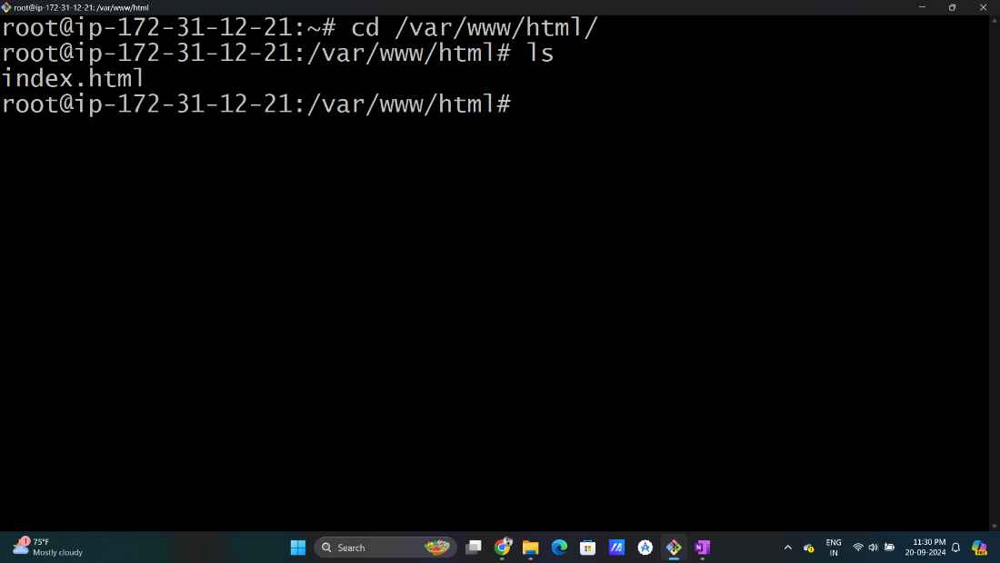 root@ip-172-31-12-21: /var/www/html
root@ip-172-31-12-21:~# cd /var/www/html/
root@ip-172-31-12-21:/var/www/html# ls
index.html
root@ip-172-31-12-21:/var/www/html#
75°F
Mostly cloudy
Search
ENG
IN
11:30 PM
20-09-2024